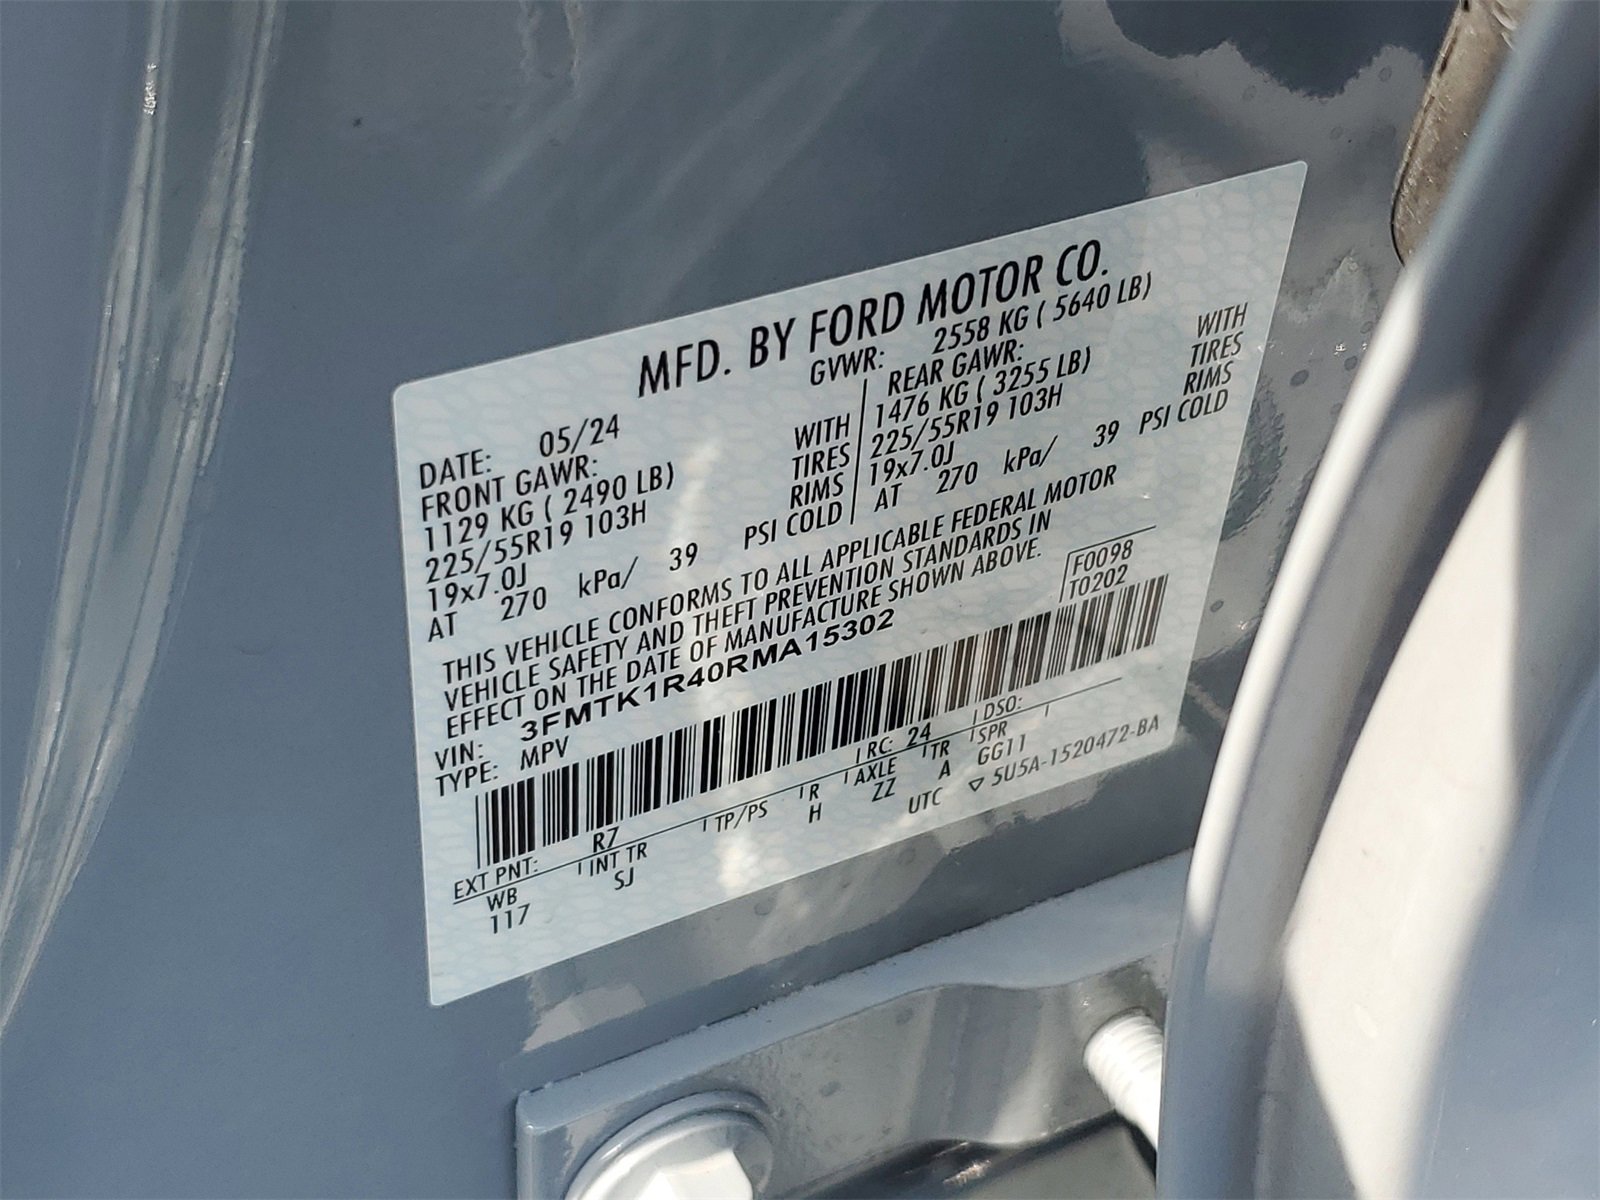 MFD. BY FORD MOTOR CO.
DATE: 05/24 GVWR: 2558 KG ( 5640 LB)
FRONT GAWR: REAR GAWR:
1129 KG ( 2490 LB) WITH 1476 KG ( 3255 LB) WITH
225/55R19 103H TIRES 225/55R19 103H TIRES
19x7.0J RIMS 19x7.0J RIMS
AT 270 kPa/ 39 PSI COLD AT 270 kPa/ 39 PSI COLD
THIS VEHICLE CONFORMS TO ALL APPLICABLE FEDERAL MOTOR
VEHICLE SAFETY AND THEFT PREVENTION STANDARDS IN
EFFECT ON THE DATE OF MANUFACTURE SHOWN ABOVE.
F0098
T0202
VIN: 3FMTK1R40RMA15302
TYPE: MPV
EXT PNT: R7 RC: 24 DSO:
WB INT TR TP/PS R AXLE TR SPR
117 SJ H ZZ A GG11
UTC ▽ 5U5A-1520472-BA